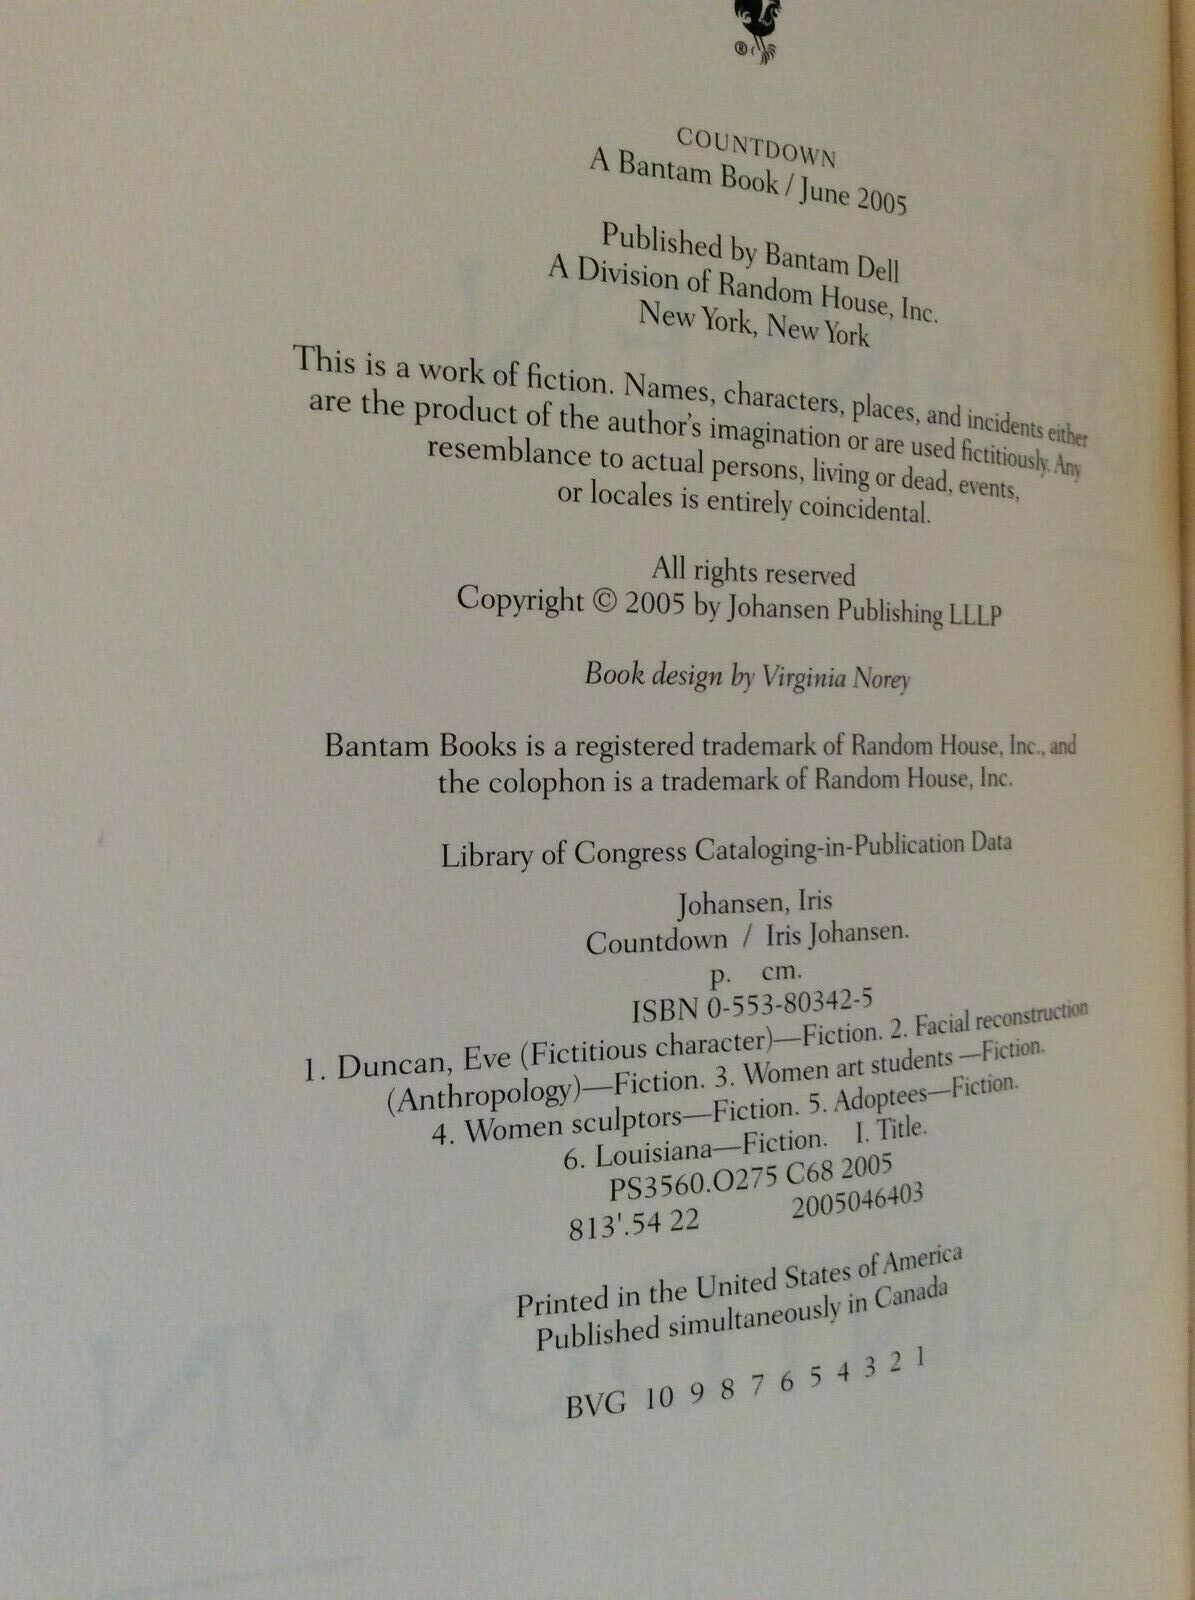 ®
COUNTDOWN
A Bantam Book / June 2005
Published by Bantam Dell
A Division of Random House, Inc.
New York, New York
This is a work of fiction. Names, characters, places, and incidents either
are the product of the author's imagination or are used fictitiously. Any
resemblance to actual persons, living or dead, events,
or locales is entirely coincidental.
All rights reserved
Copyright © 2005 by Johansen Publishing LLLP
Book design by Virginia Norey
Bantam Books is a registered trademark of Random House, Inc., and
the colophon is a trademark of Random House, Inc.
Library of Congress Cataloging-in-Publication Data
Johansen, Iris
Countdown / Iris Johansen.
p. cm.
ISBN 0-553-80342-5
1. Duncan, Eve (Fictitious character)—Fiction. 2. Facial reconstruction
(Anthropology)—Fiction. 3. Women art students —Fiction.
4. Women sculptors—Fiction. 5. Adoptees—Fiction.
6. Louisiana—Fiction. I. Title.
PS3560.O275 C68 2005
813'.54 22 2005046403
Printed in the United States of America
Published simultaneously in Canada
BVG 10 9 8 7 6 5 4 3 2 1